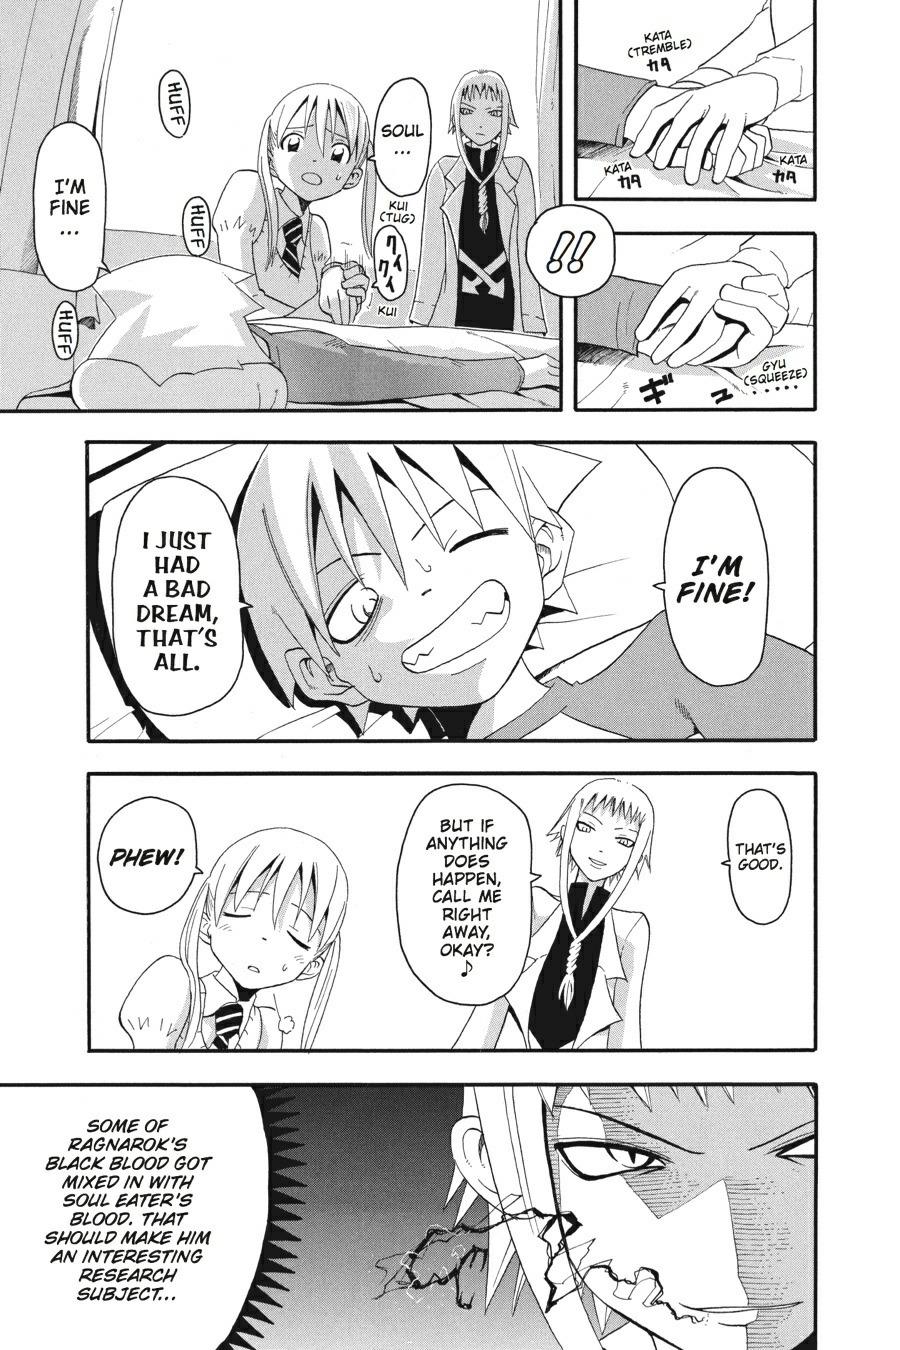 KATA
(TREMBLE)
カタ
KATA
カタ
KATA
カタ
!!
GYU
(SQUEEZE)
ギュ・・・・・
SOUL
...
KUI
(TUG)
クイ
クイ
KUI
HUFF
HUFF
HUFF
I'M
FINE
...
I'M
FINE!
I JUST
HAD
A BAD
DREAM,
THAT'S
ALL.
THAT'S
GOOD.
BUT IF
ANYTHING
DOES
HAPPEN,
CALL ME
RIGHT
AWAY,
OKAY?
♪
PHEW!
SOME OF
RAGNAROK'S
BLACK BLOOD GOT
MIXED IN WITH
SOUL EATER'S
BLOOD. THAT
SHOULD MAKE HIM
AN INTERESTING
RESEARCH
SUBJECT...